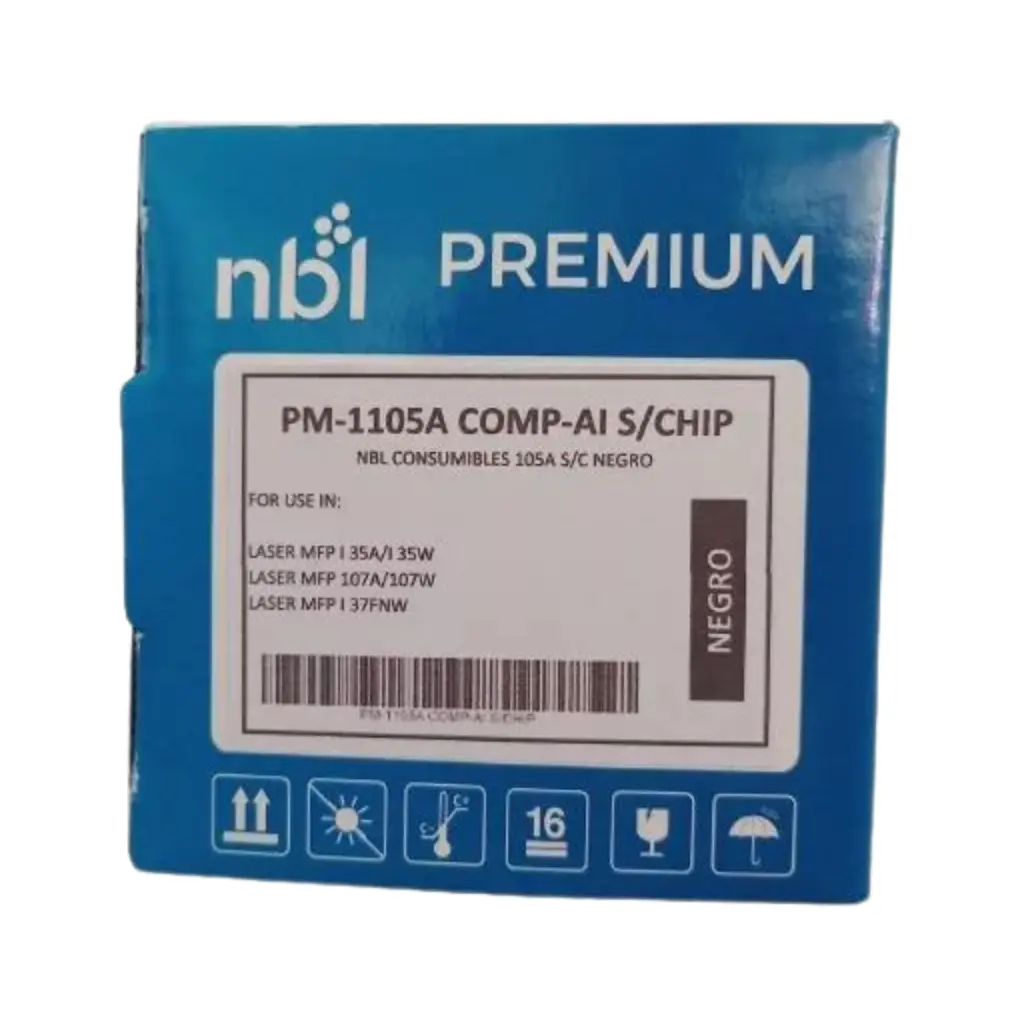 nbl PREMIUM
PM-1105A COMP-AI S/CHIP
NBL CONSUMIBLES 105A S/C NEGRO
FOR USE IN:
LASER MFP I 35A/I 35W
LASER MFP 107A/107W
LASER MFP I 37FNW
NEGRO
PM-1105A COMP-AI S/CHIP
16